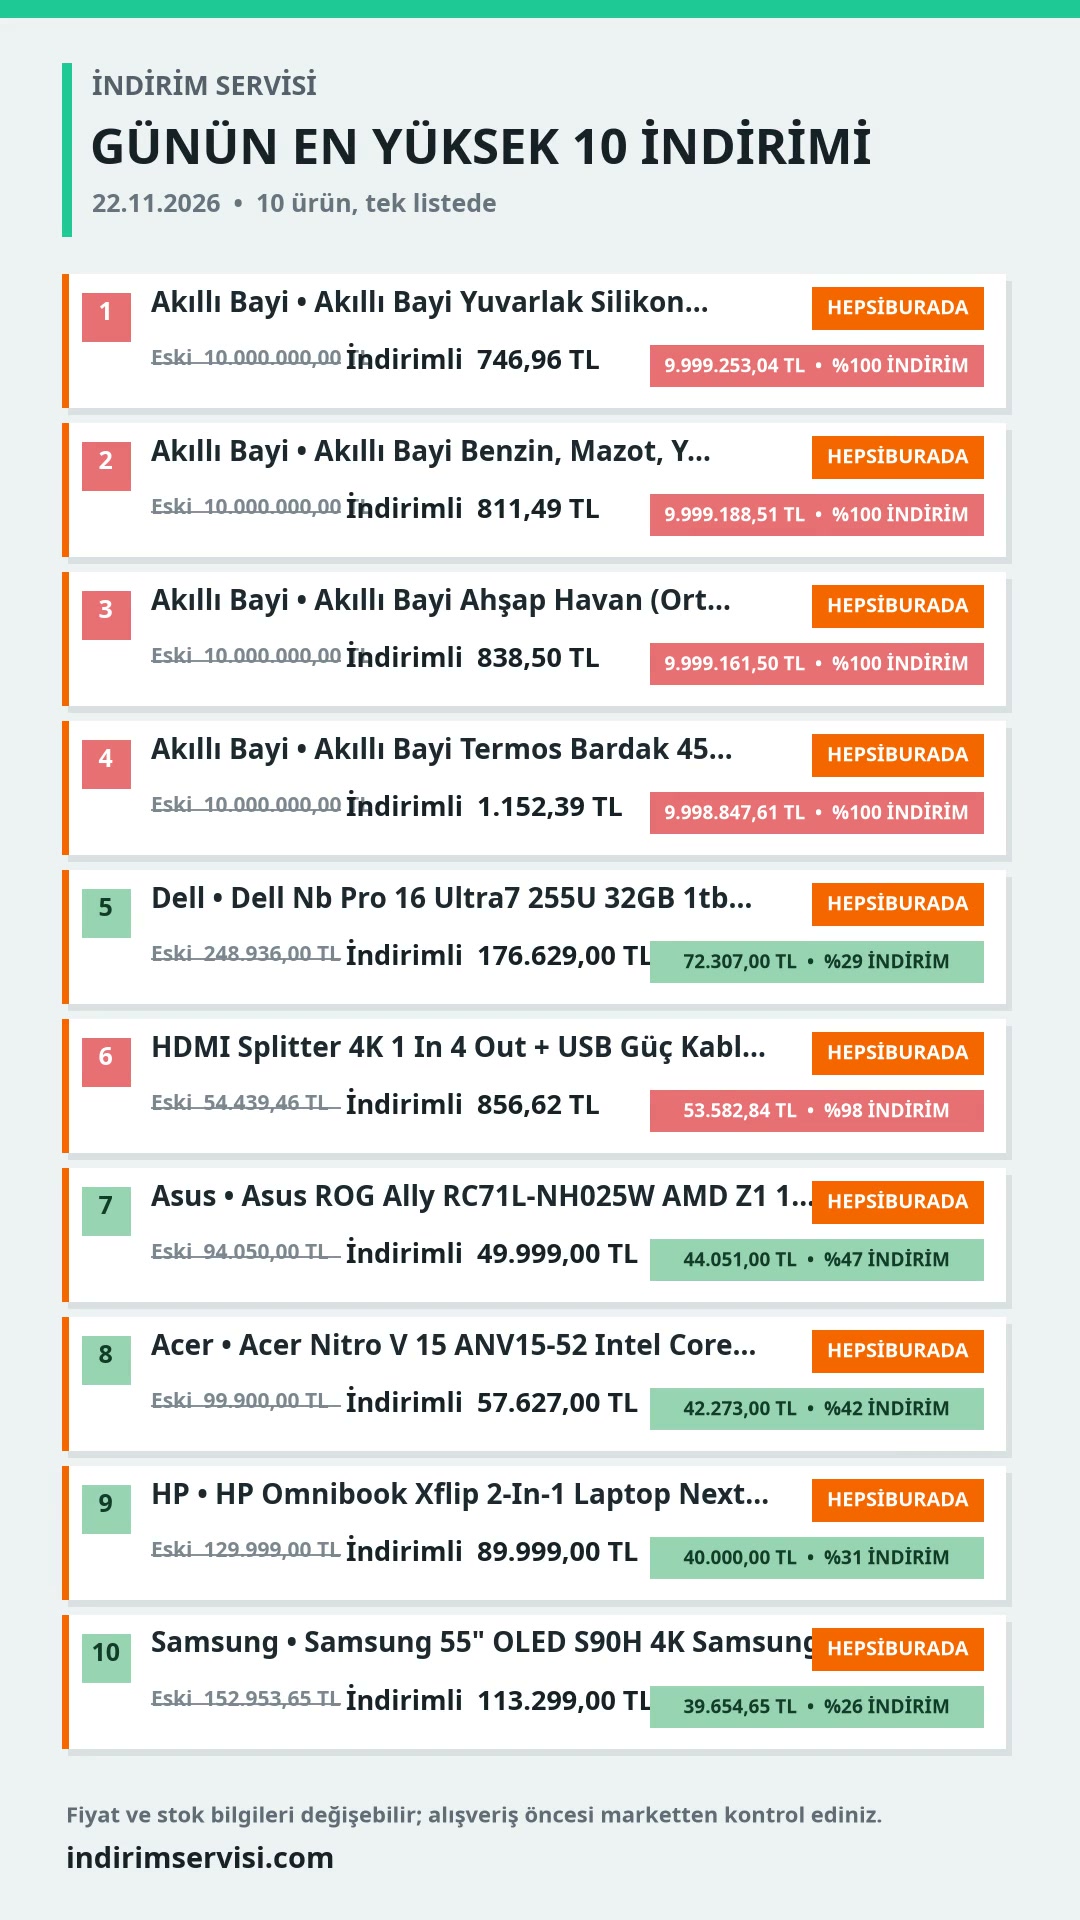 İNDİRİM SERVİSİ
GÜNÜN EN YÜKSEK 10 İNDİRİMİ
22.11.2026 • 10 ürün, tek listede
1 Akıllı Bayi • Akıllı Bayi Yuvarlak Silikon... HEPSİBURADA
Eski 10.000.000,00 TL İndirimli 746,96 TL 9.999.253,04 TL • %100 İNDİRİM
2 Akıllı Bayi • Akıllı Bayi Benzin, Mazot, Y... HEPSİBURADA
Eski 10.000.000,00 TL İndirimli 811,49 TL 9.999.188,51 TL • %100 İNDİRİM
3 Akıllı Bayi • Akıllı Bayi Ahşap Havan (Ort... HEPSİBURADA
Eski 10.000.000,00 TL İndirimli 838,50 TL 9.999.161,50 TL • %100 İNDİRİM
4 Akıllı Bayi • Akıllı Bayi Termos Bardak 45... HEPSİBURADA
Eski 10.000.000,00 TL İndirimli 1.152,39 TL 9.998.847,61 TL • %100 İNDİRİM
5 Dell • Dell Nb Pro 16 Ultra7 255U 32GB 1tb... HEPSİBURADA
Eski 248.936,00 TL İndirimli 176.629,00 TL 72.307,00 TL • %29 İNDİRİM
6 HDMI Splitter 4K 1 In 4 Out + USB Güç Kabl... HEPSİBURADA
Eski 54.439,46 TL İndirimli 856,62 TL 53.582,84 TL • %98 İNDİRİM
7 Asus • Asus ROG Ally RC71L-NH025W AMD Z1 1... HEPSİBURADA
Eski 94.050,00 TL İndirimli 49.999,00 TL 44.051,00 TL • %47 İNDİRİM
8 Acer • Acer Nitro V 15 ANV15-52 Intel Core... HEPSİBURADA
Eski 99.900,00 TL İndirimli 57.627,00 TL 42.273,00 TL • %42 İNDİRİM
9 HP • HP Omnibook Xflip 2-In-1 Laptop Next... HEPSİBURADA
Eski 129.999,00 TL İndirimli 89.999,00 TL 40.000,00 TL • %31 İNDİRİM
10 Samsung • Samsung 55" OLED S90H 4K Samsung HEPSİBURADA
Eski 152.953,65 TL İndirimli 113.299,00 TL 39.654,65 TL • %26 İNDİRİM
Fiyat ve stok bilgileri değişebilir; alışveriş öncesi marketten kontrol ediniz.
indirimservisi.com